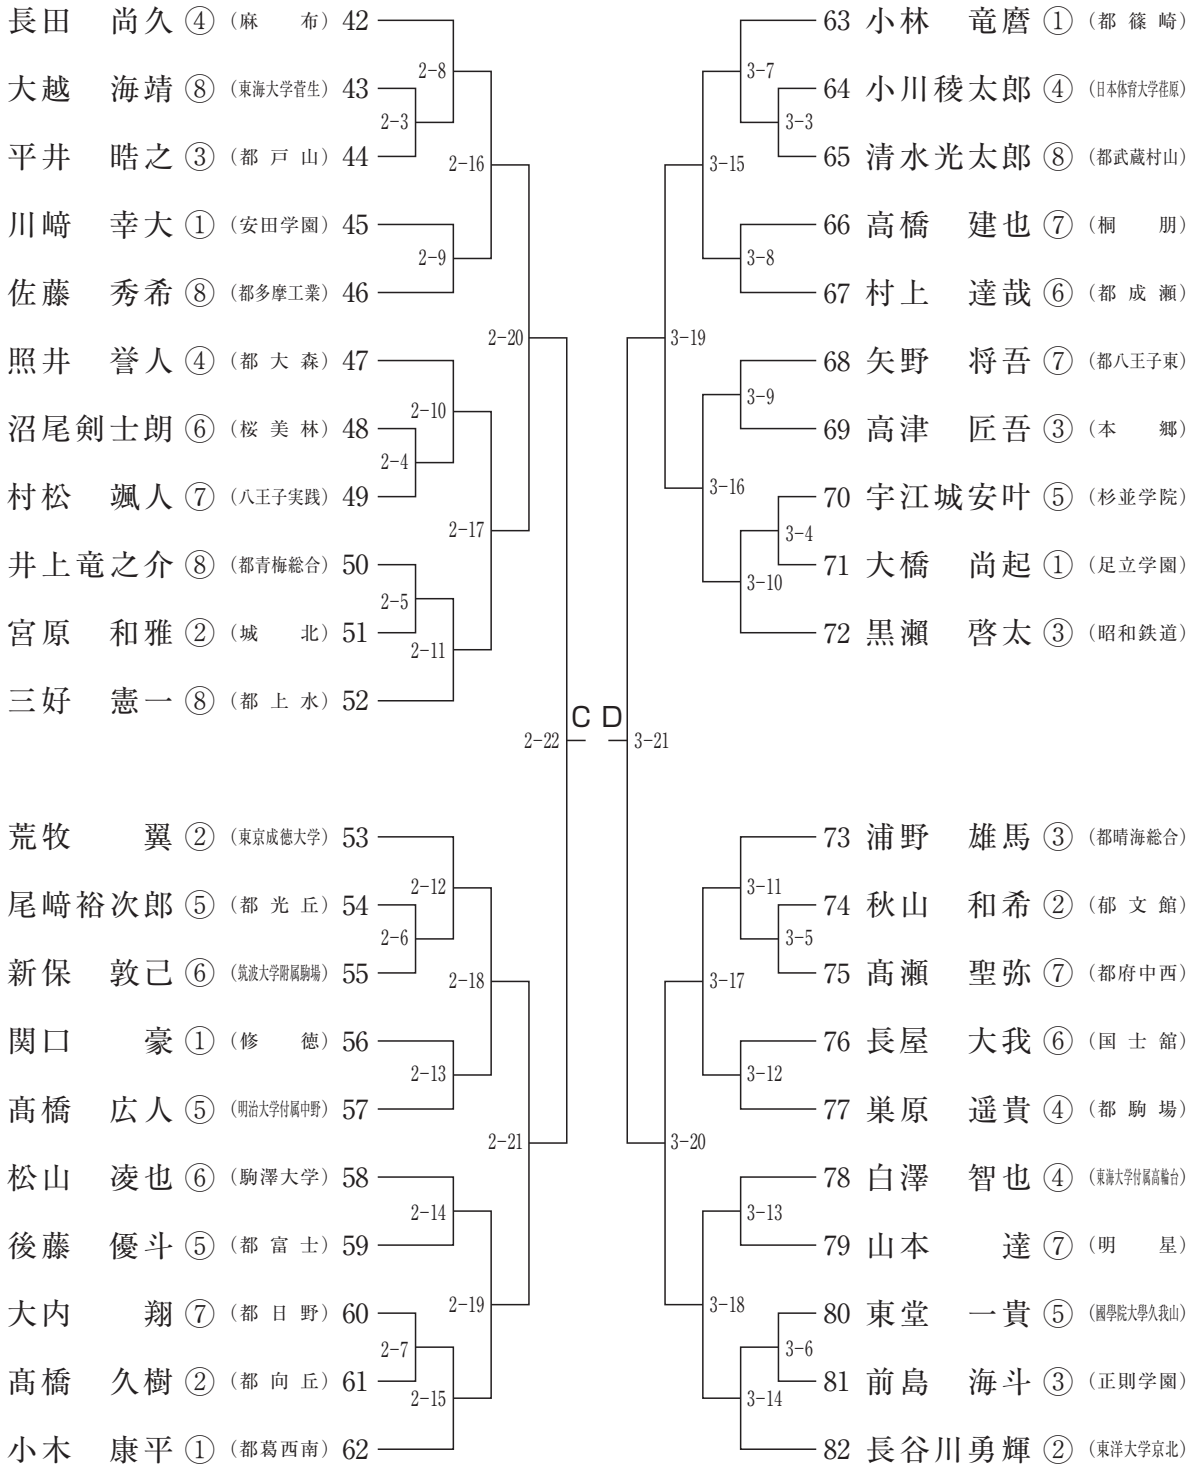 長田 尚久 ④ (麻 布) 42
2-8
大越 海靖 ⑧ (東海大学菅生) 43
2-3
平井 晧之 ③ (都 戸 山) 44
2-16
川﨑 幸大 ① (安田学園) 45
2-9
佐藤 秀希 ⑧ (都多摩工業) 46
2-20
照井 誉人 ④ (都 大 森) 47
2-10
沼尾剣士朗 ⑥ (桜 美 林) 48
2-4
村松 颯人 ⑦ (八王子実践) 49
2-17
井上竜之介 ⑧ (都青梅総合) 50
2-5
宮原 和雅 ② (城 北) 51
2-11
三好 憲一 ⑧ (都 上 水) 52
2-22
C
荒牧 翼 ② (東京成徳大学) 53
2-12
尾﨑裕次郎 ⑤ (都 光 丘) 54
2-6
新保 敦己 ⑥ (筑波大学附属駒場) 55
2-18
関口 豪 ① (修 徳) 56
2-13
髙橋 広人 ⑤ (明治大学付属中野) 57
2-21
松山 凌也 ⑥ (駒澤大学) 58
2-14
後藤 優斗 ⑤ (都 富 士) 59
2-19
大内 翔 ⑦ (都 日 野) 60
2-7
髙橋 久樹 ② (都 向 丘) 61
2-15
小木 康平 ① (都葛西南) 62
63 小林 竜麿 ① (都 篠 崎)
3-7
64 小川稜太郎 ④ (日本体育大学荏原)
3-3
65 清水光太郎 ⑧ (都武蔵村山)
3-15
66 高橋 建也 ⑦ (桐 朋)
3-8
67 村上 達哉 ⑥ (都 成 瀬)
3-19
68 矢野 将吾 ⑦ (都八王子東)
3-9
69 高津 匠吾 ③ (本 郷)
3-16
70 宇江城安叶 ⑤ (杉並学院)
3-4
71 大橋 尚起 ① (足立学園)
3-10
72 黒瀬 啓太 ③ (昭和鉄道)
D
3-21
73 浦野 雄馬 ③ (都晴海総合)
3-11
74 秋山 和希 ② (郁 文 館)
3-5
75 髙瀬 聖弥 ⑦ (都府中西)
3-17
76 長屋 大我 ⑥ (国 士 舘)
3-12
77 巣原 遥貴 ④ (都 駒 場)
3-20
78 白澤 智也 ④ (東海大学付属高輪台)
3-13
79 山本 達 ⑦ (明 星)
3-18
80 東堂 一貴 ⑤ (國學院大學久我山)
3-6
81 前島 海斗 ③ (正則学園)
3-14
82 長谷川勇輝 ② (東洋大学京北)